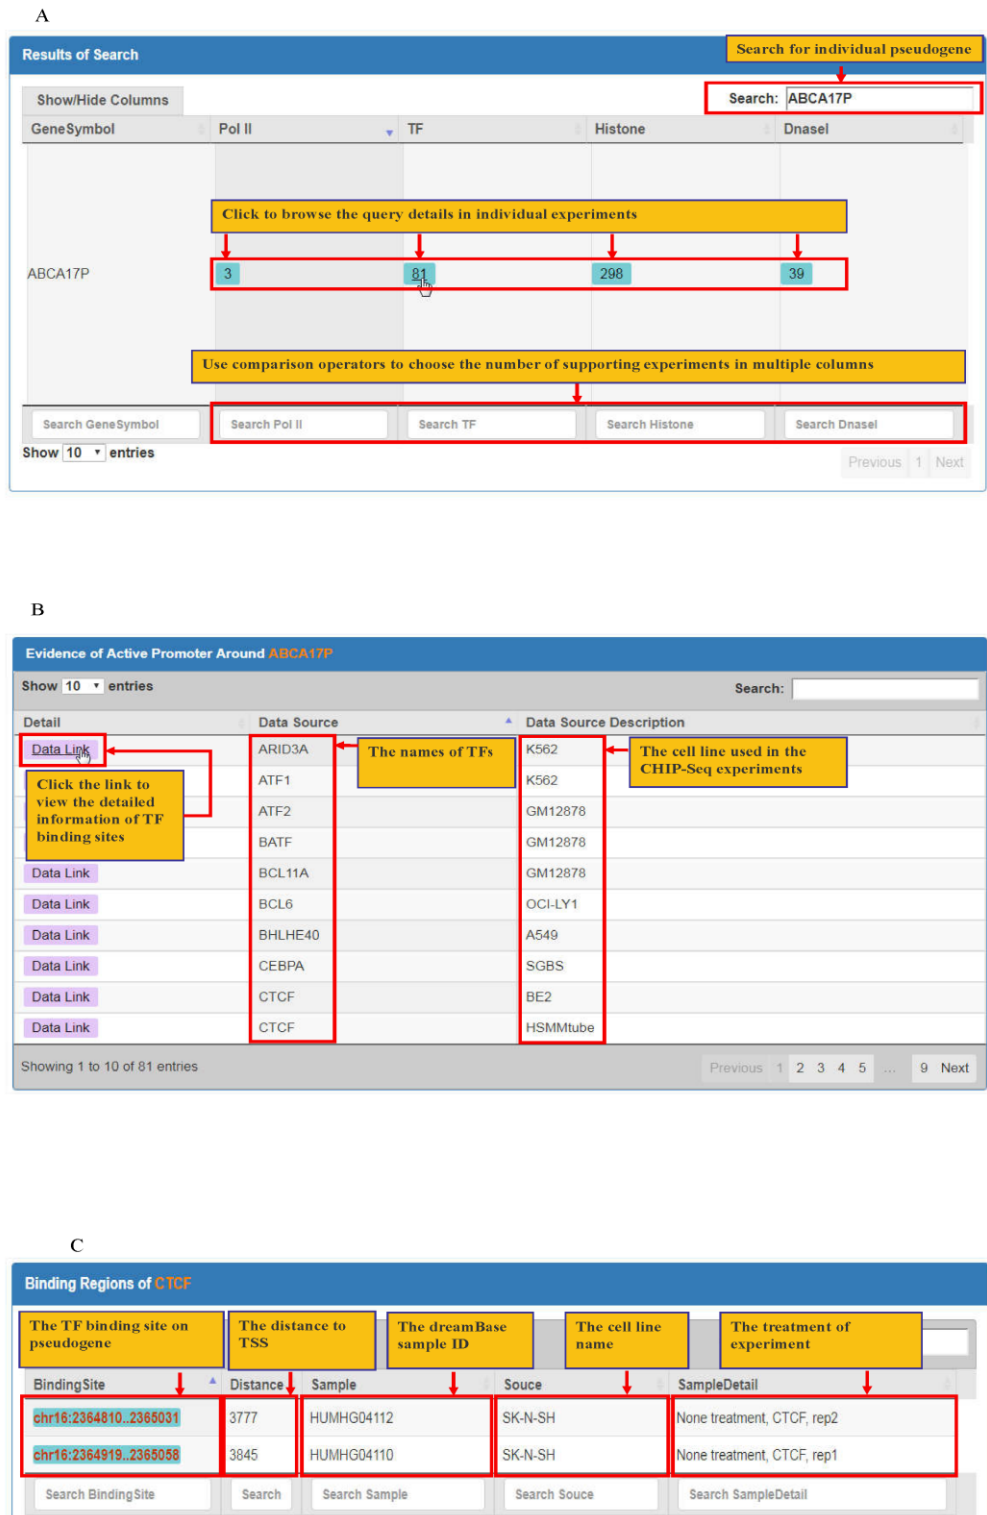 A
Results of Search
Search for individual pseudogene
Show/Hide Columns
Search: ABCA17P
GeneSymbol Pol II TF Histone Dnasel
Click to browse the query details in individual experiments
ABCA17P 3 81 298 39
Use comparison operators to choose the number of supporting experiments in multiple columns
Search GeneSymbol Search Pol II Search TF Search Histone Search Dnasel
Show 10 entries
Previous 1 Next
B
Evidence of Active Promoter Around ABCA17P
Show 10 entries
Search:
Detail Data Source Data Source Description
Data Link ARID3A K562
The names of TFs
The cell line used in the
CHIP-Seq experiments
ATF1 K562
Click the link to
view the detailed
information of TF
binding sites
ATF2 GM12878
BATF GM12878
Data Link BCL11A GM12878
Data Link BCL6 OCI-LY1
Data Link BHLHE40 A549
Data Link CEBPA SGBS
Data Link CTCF BE2
Data Link CTCF HSMMtube
Showing 1 to 10 of 81 entries
Previous 1 2 3 4 5 ... 9 Next
C
Binding Regions of CTCF
The TF binding site on
pseudogene
The distance to
TSS
The dreamBase
sample ID
The cell line
name
The treatment of
experiment
BindingSite Distance Sample Souce SampleDetail
chr16:2364810..2365031 3777 HUMHG04112 SK-N-SH None treatment, CTCF, rep2
chr16:2364919..2365058 3845 HUMHG04110 SK-N-SH None treatment, CTCF, rep1
Search BindingSite Search Search Sample Search Souce Search SampleDetail